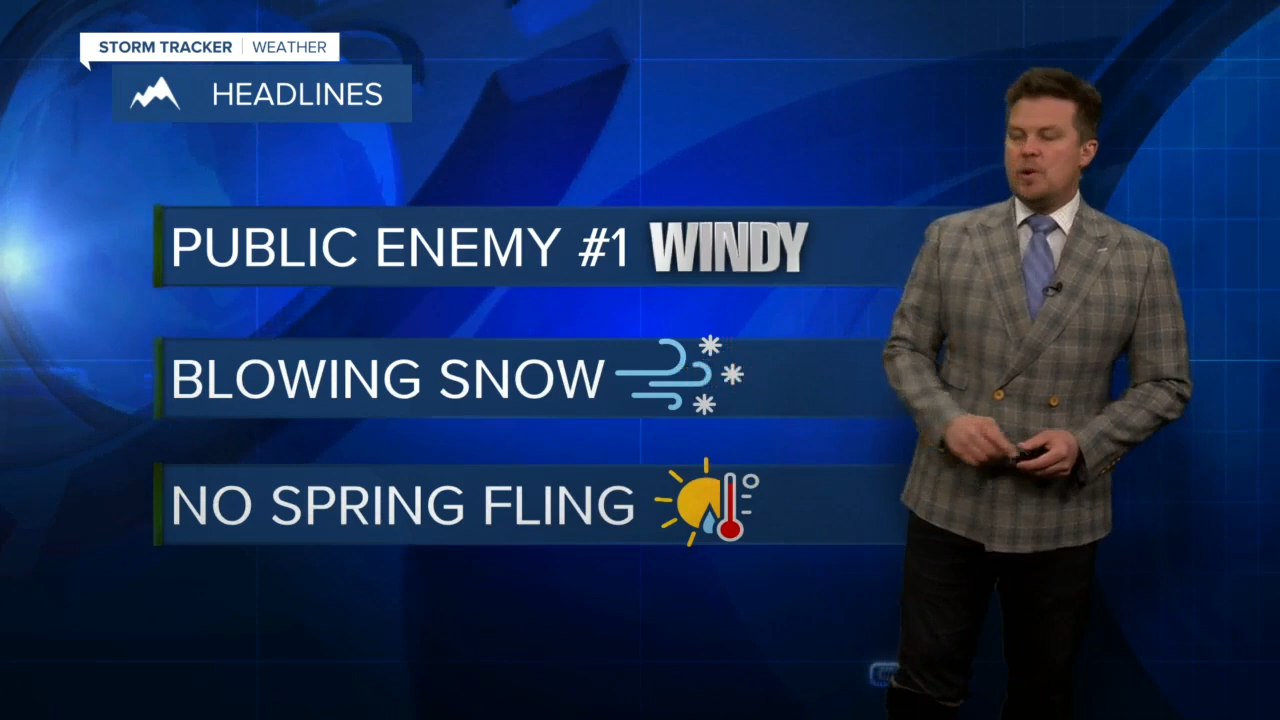 STORM TRACKER | WEATHER
HEADLINES
PUBLIC ENEMY #1 WINDY
BLOWING SNOW
NO SPRING FLING